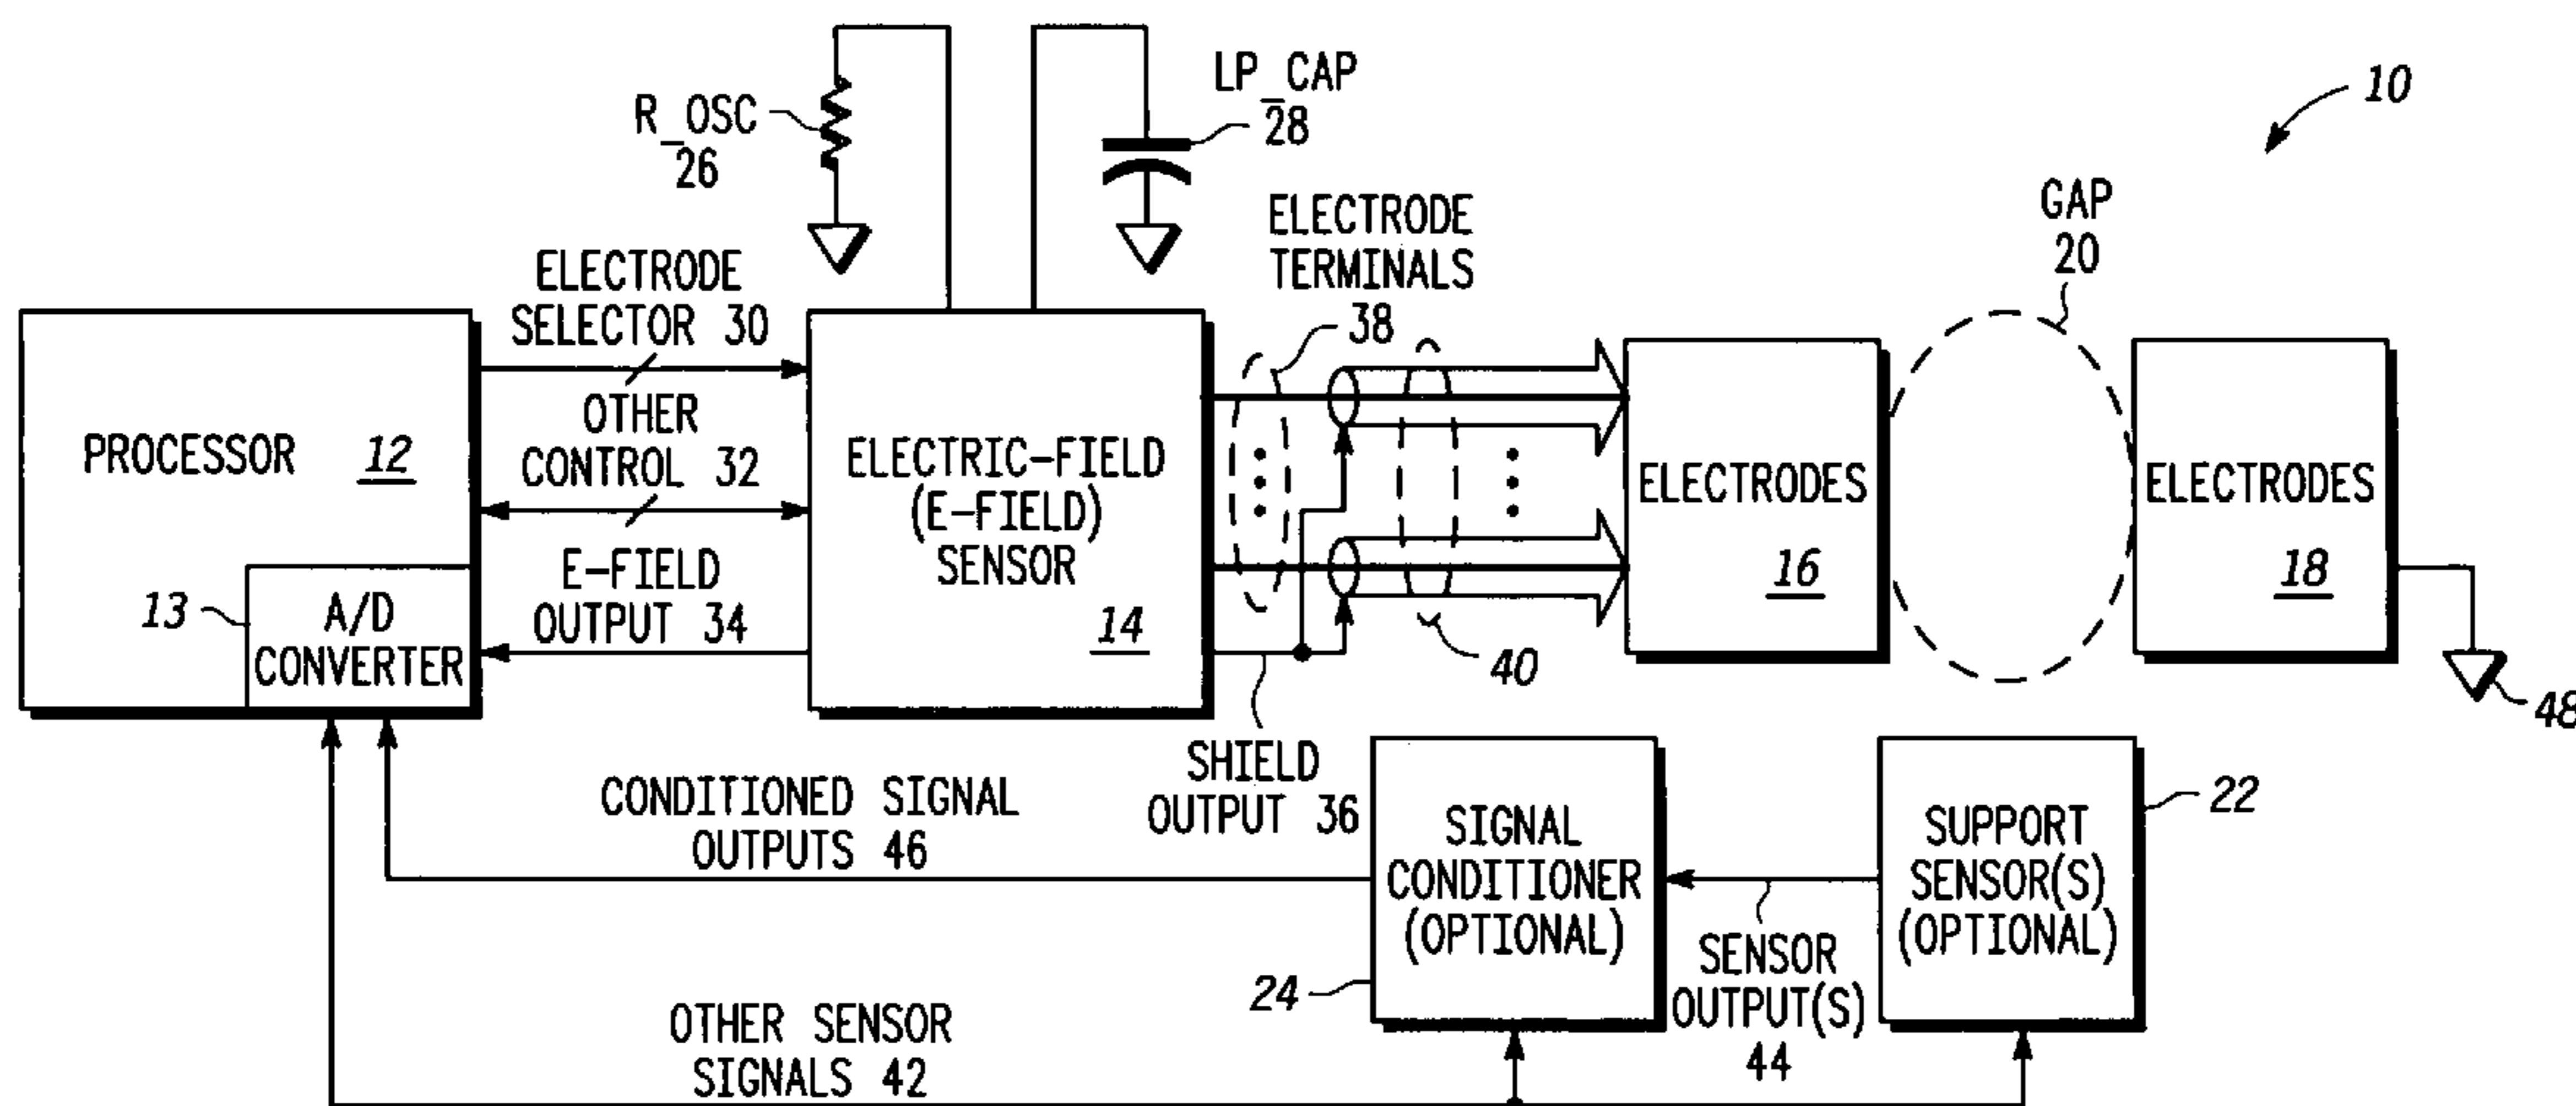 10
R_OSC
26
LP_CAP
28
ELECTRODE
TERMINALS
38
GAP
20
ELECTRODE
SELECTOR 30
OTHER
CONTROL 32
E-FIELD
OUTPUT 34
PROCESSOR 12
13
A/D
CONVERTER
ELECTRIC-FIELD
(E-FIELD)
SENSOR
14
40
ELECTRODES
16
ELECTRODES
18
48
SHIELD
OUTPUT 36
CONDITIONED SIGNAL
OUTPUTS 46
SIGNAL
CONDITIONER
(OPTIONAL)
24
SENSOR
OUTPUT(S)
44
SUPPORT
SENSOR(S)
(OPTIONAL)
22
OTHER SENSOR
SIGNALS 42